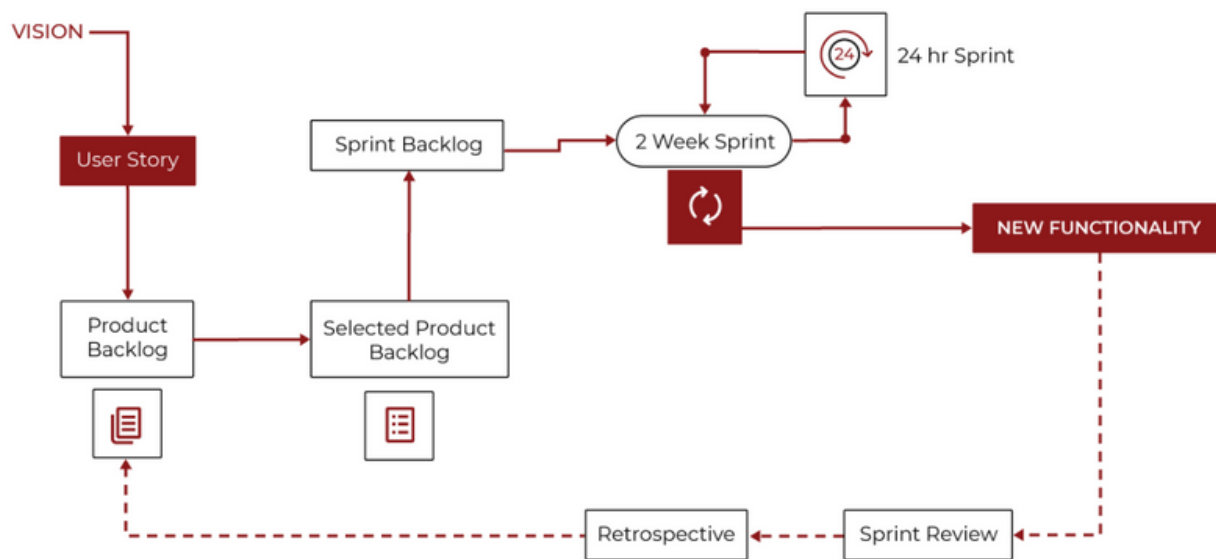 VISION
User Story
Product
Backlog
Selected Product
Backlog
Sprint Backlog
2 Week Sprint
24
24 hr Sprint
NEW FUNCTIONALITY
Sprint Review
Retrospective